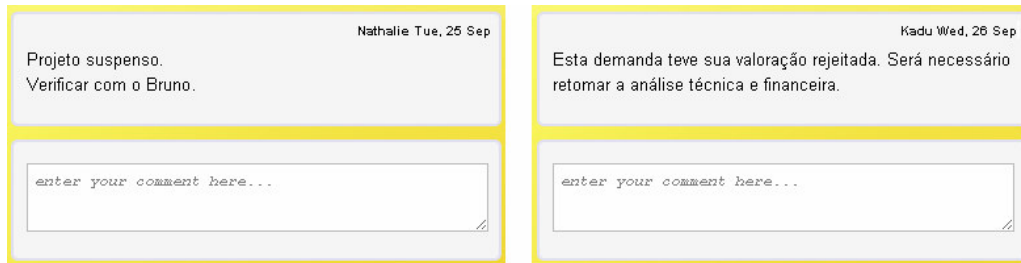 Nathalie Tue, 25 Sep
Projeto suspenso.
Verificar com o Bruno.
enter your comment here...
Kadu Wed, 26 Sep
Esta demanda teve sua valoração rejeitada. Será necessário
retomar a análise técnica e financeira.
enter your comment here...